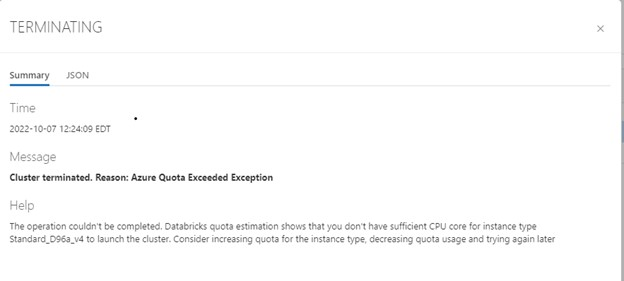 TERMINATING
×
Summary JSON
Time
2022-10-07 12:24:09 EDT
Message
Cluster terminated. Reason: Azure Quota Exceeded Exception
Help
The operation couldn't be completed. Databricks quota estimation shows that you don't have sufficient CPU core for instance type
Standard_D96a_v4 to launch the cluster. Consider increasing quota for the instance type, decreasing quota usage and trying again later